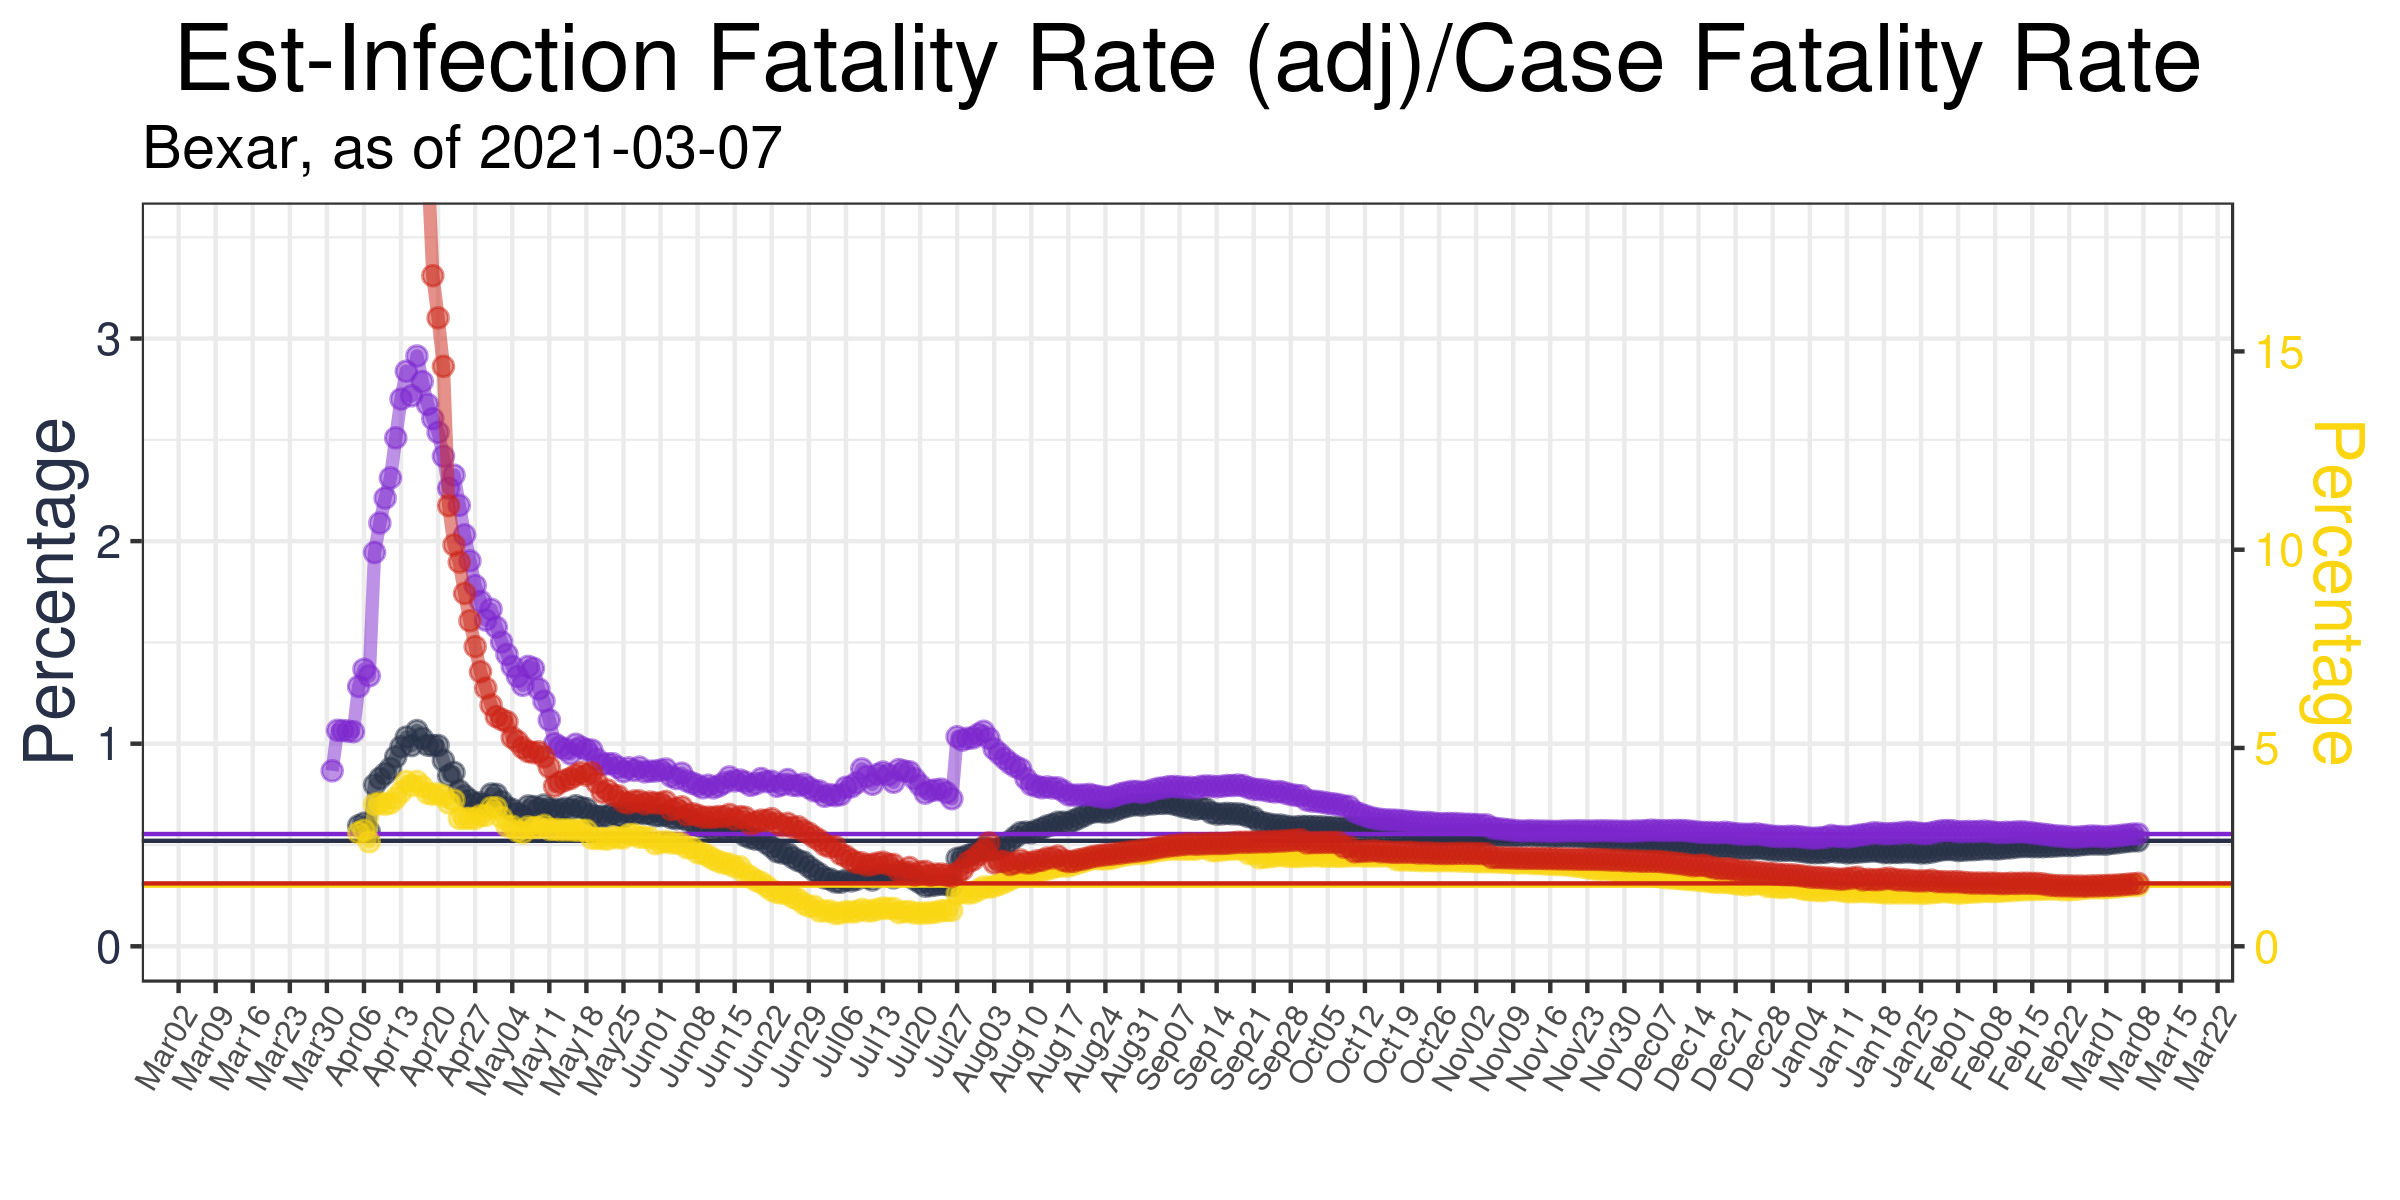 Est-Infection Fatality Rate (adj)/Case Fatality Rate
Bexar, as of 2021-03-07
Percentage
3
2
1
0
15
10
5
0
Percentage
Mar02
Mar09
Mar16
Mar23
Mar30
Apr06
Apr13
Apr20
Apr27
May04
May11
May18
May25
Jun01
Jun08
Jun15
Jun22
Jun29
Jul06
Jul13
Jul20
Jul27
Aug03
Aug10
Aug17
Aug24
Aug31
Sep07
Sep14
Sep21
Sep28
Oct05
Oct12
Oct19
Oct26
Nov02
Nov09
Nov16
Nov23
Nov30
Dec07
Dec14
Dec21
Dec28
Dec04
Jan11
Jan18
Jan25
Feb01
Feb08
Feb15
Feb22
Mar01
Mar08
Mar15
Mar22